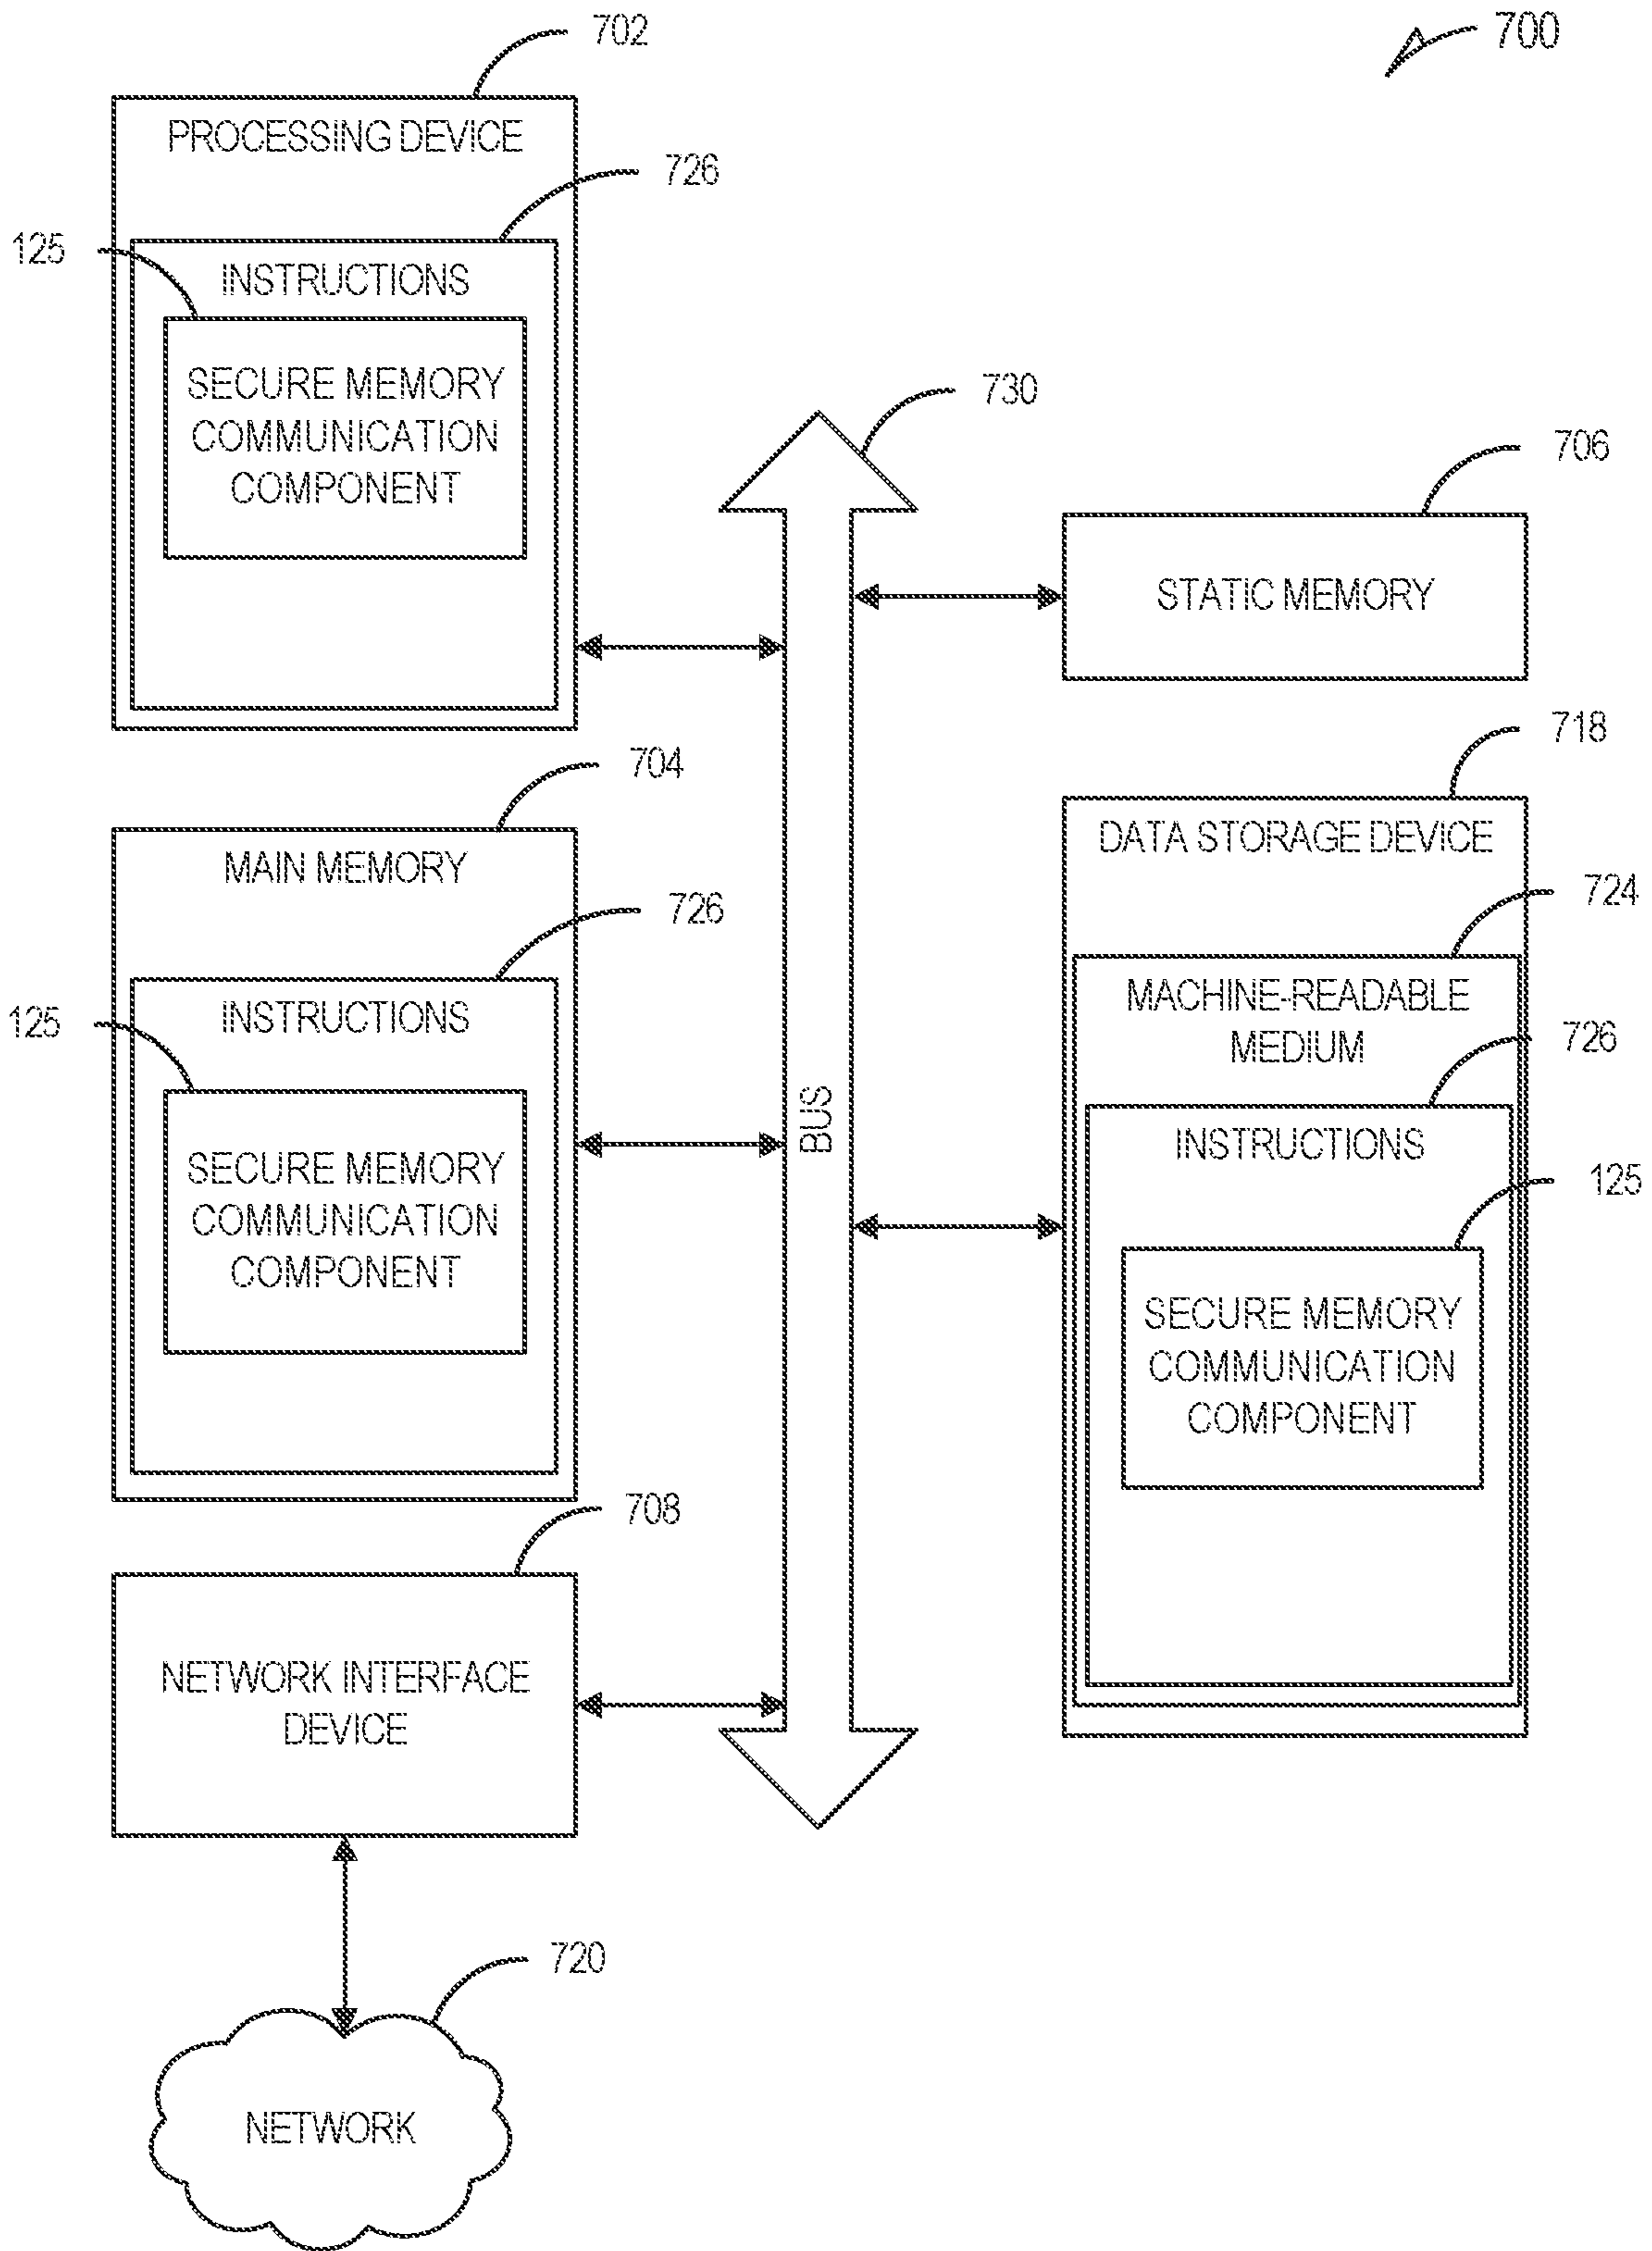 700
702
PROCESSING DEVICE
726
125
INSTRUCTIONS
SECURE MEMORY
COMMUNICATION
COMPONENT
730
706
STATIC MEMORY
704
MAIN MEMORY
726
125
INSTRUCTIONS
SECURE MEMORY
COMMUNICATION
COMPONENT
BUS
718
DATA STORAGE DEVICE
724
MACHINE-READABLE
MEDIUM
726
INSTRUCTIONS
125
SECURE MEMORY
COMMUNICATION
COMPONENT
708
NETWORK INTERFACE
DEVICE
720
NETWORK